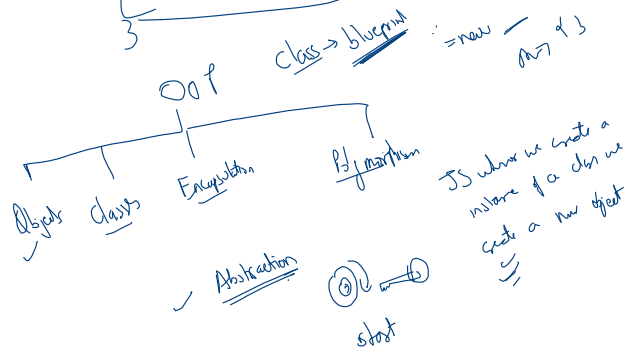 3
class → blueprint
= new
{ }
OOP
Objects
Classes
Encapsulation
Polymorphism
JS when we create a
instance of a class we
create a new object
Abstraction
start